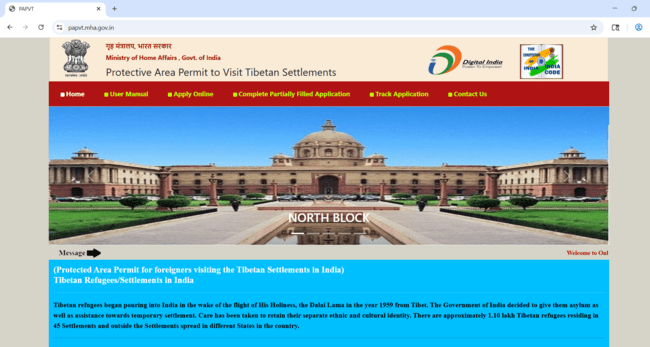 PAPVT
papvt.mha.gov.in
गृह मंत्रालय, भारत सरकार
Ministry of Home Affairs , Govt. of India
Protective Area Permit to Visit Tibetan Settlements
Digital India
Power To Empower
THE
INDIA
CODE
Home
User Manual
Apply Online
Complete Partially Filled Application
Track Application
Contact Us
NORTH BLOCK
Message
Welcome to Onl
(Protected Area Permit for foreigners visiting the Tibetan Settlements in India)
Tibetan Refugees/Settlements in India
Tibetan refugees began pouring into India in the wake of the flight of His Holiness, the Dalai Lama in the year 1959 from Tibet. The Government of India decided to give them asylum as
well as assistance towards temporary settlement. Care has been taken to retain their separate ethnic and cultural identity. There are approximately 1.10 lakh Tibetan refugees residing in
45 Settlements and outside the Settlements spread in different States in the country.